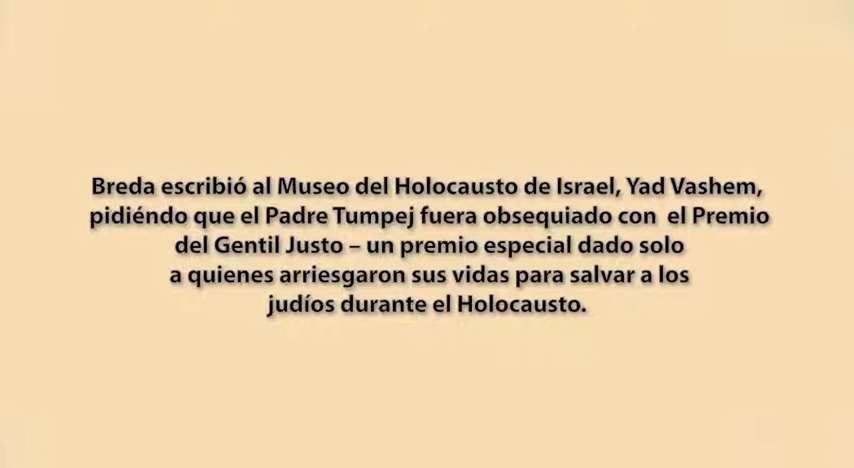 Breda escribió al Museo del Holocausto de Israel, Yad Vashem,
pidiéndo que el Padre Tumpej fuera obsequiado con el Premio
del Gentil Justo – un premio especial dado solo
a quienes arriesgaron sus vidas para salvar a los
judíos durante el Holocausto.